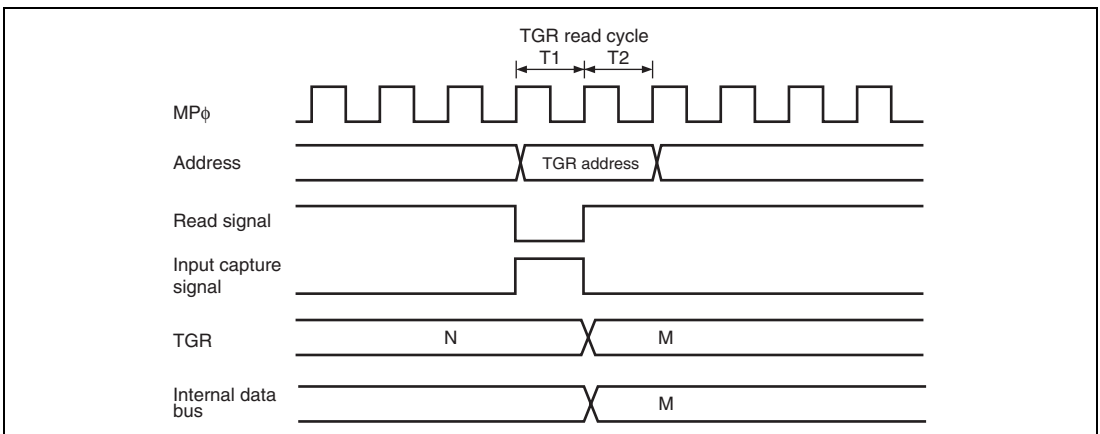 TGR read cycle
T1 T2
MPφ
Address
TGR address
Read signal
Input capture
signal
TGR
N M
Internal data
bus
M